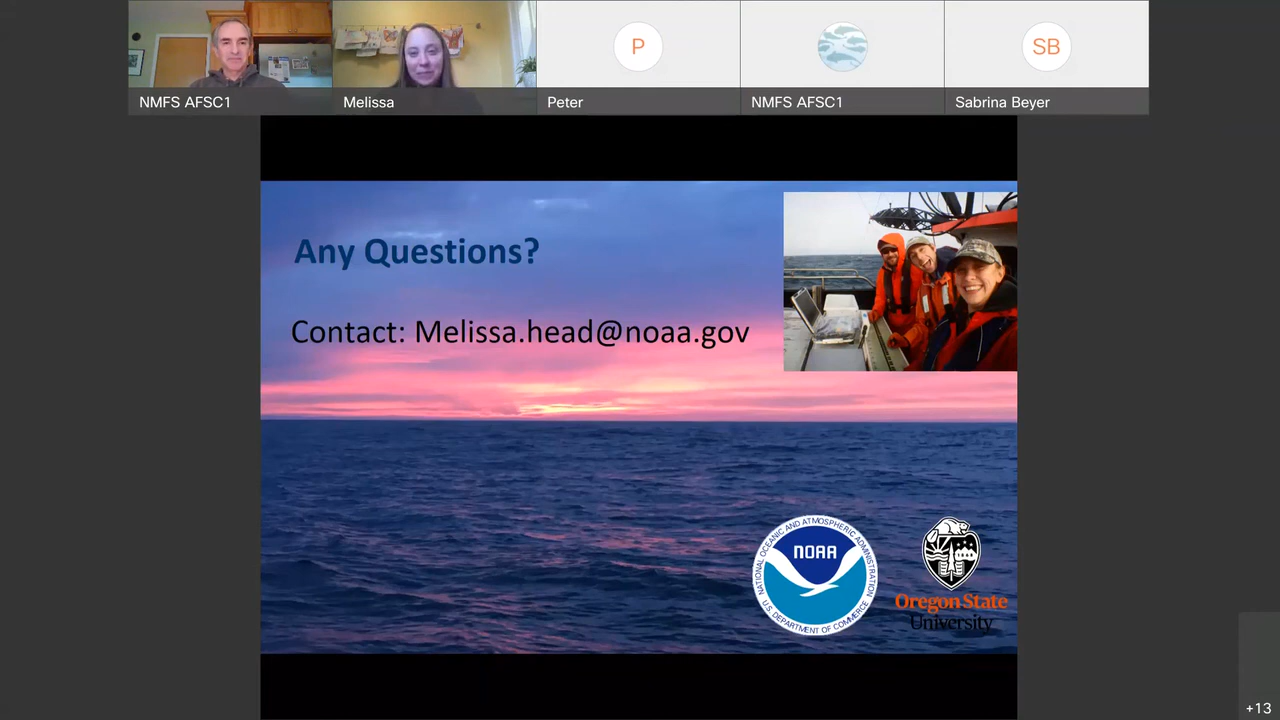 P
SB
NMFS AFSC1
Melissa
Peter
NMFS AFSC1
Sabrina Beyer
Any Questions?
Contact: Melissa.head@noaa.gov
NATIONAL OCEANIC AND ATMOSPHERIC ADMINISTRATION
NOAA
U.S. DEPARTMENT OF COMMERCE
Oregon State
University
+13